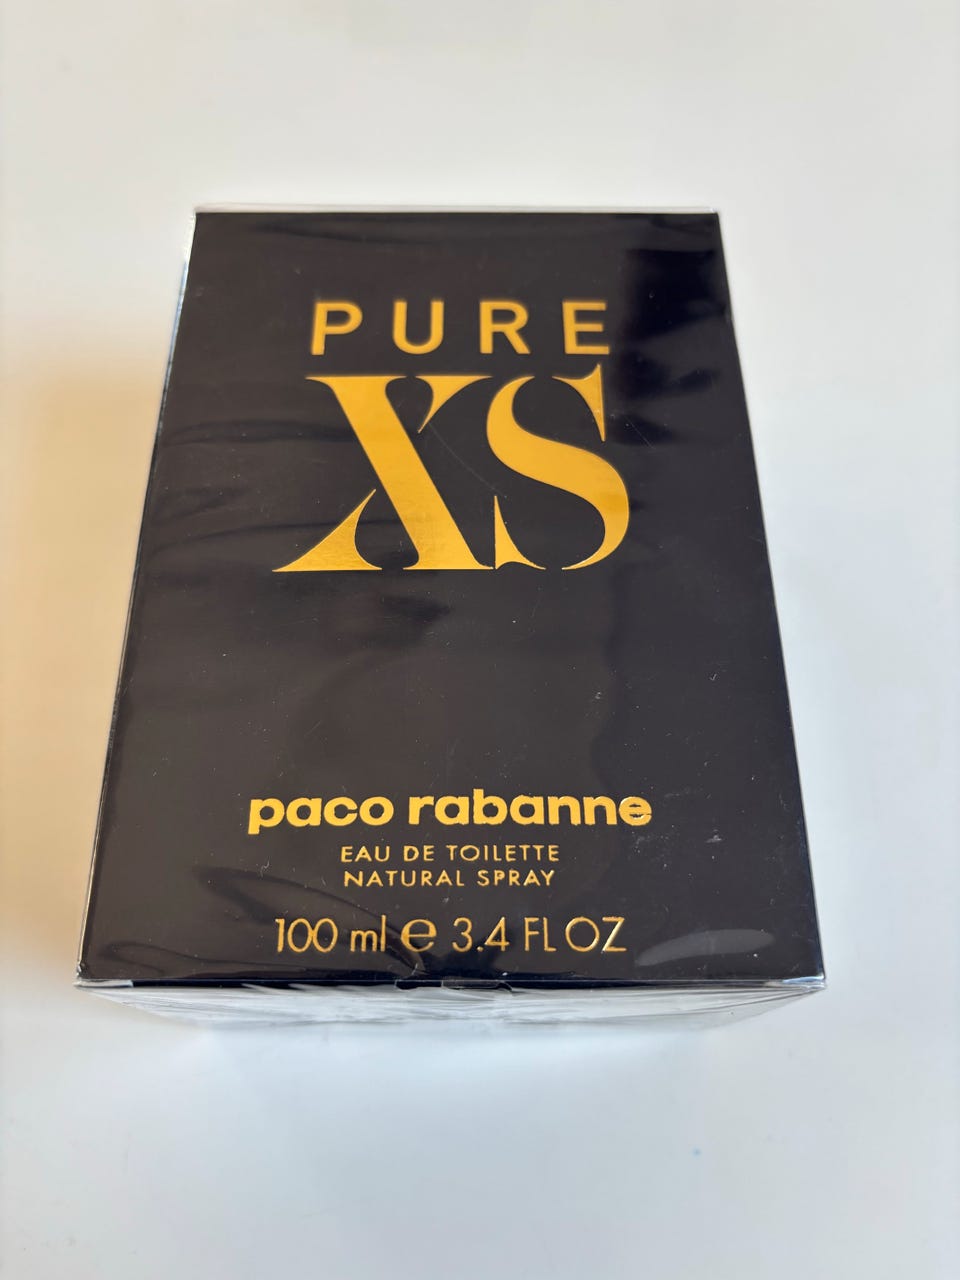 PURE
XS
paco rabanne
EAU DE TOILETTE
NATURAL SPRAY
100 ml ℮ 3.4 FL OZ